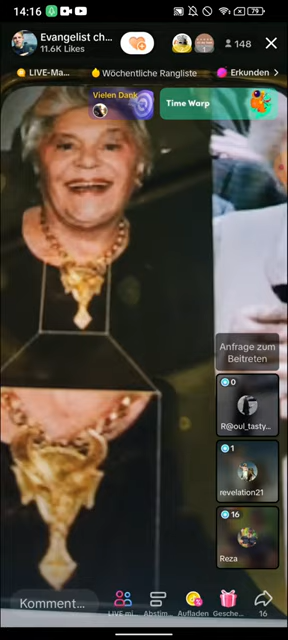 14:16
79
Evangelist ch...
11.6K Likes
148
LIVE-Ma...
Wöchentliche Rangliste
Erkunden
Vielen Dank
Time Warp
Anfrage zum
Beitreten
0
R@oul_tasty...
1
revelation21
16
Reza
Komment...
LIVE mi...
Abstim...
Aufladen
Gesche...
16